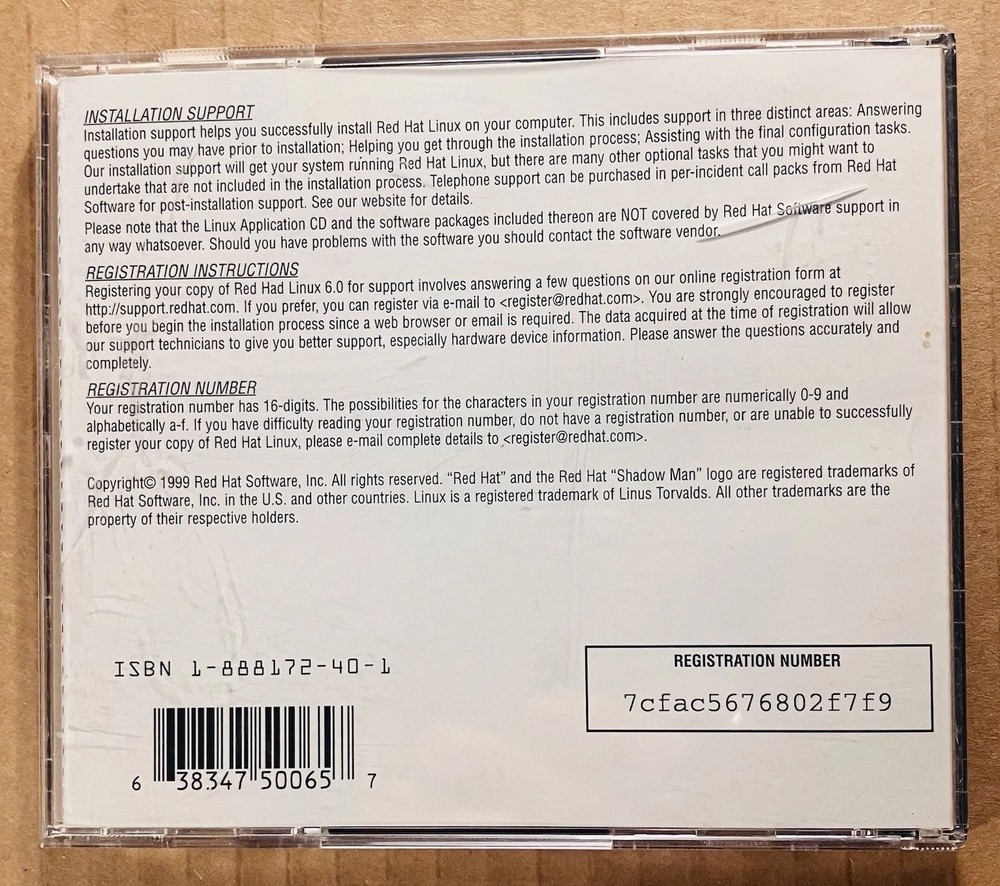 INSTALLATION SUPPORT
Installation support helps you successfully install Red Hat Linux on your computer. This includes support in three distinct areas: Answering
questions you may have prior to installation; Helping you get through the installation process; Assisting with the final configuration tasks.
Our installation support will get your system running Red Hat Linux, but there are many other optional tasks that you might want to
undertake that are not included in the installation process. Telephone support can be purchased in per-incident call packs from Red Hat
Software for post-installation support. See our website for details.
Please note that the Linux Application CD and the software packages included thereon are NOT covered by Red Hat Software support in
any way whatsoever. Should you have problems with the software you should contact the software vendor.
REGISTRATION INSTRUCTIONS
Registering your copy of Red Had Linux 6.0 for support involves answering a few questions on our online registration form at
http://support.redhat.com. If you prefer, you can register via e-mail to <register@redhat.com>. You are strongly encouraged to register
before you begin the installation process since a web browser or email is required. The data acquired at the time of registration will allow
our support technicians to give you better support, especially hardware device information. Please answer the questions accurately and
completely.
REGISTRATION NUMBER
Your registration number has 16-digits. The possibilities for the characters in your registration number are numerically 0-9 and
alphabetically a-f. If you have difficulty reading your registration number, do not have a registration number, or are unable to successfully
register your copy of Red Hat Linux, please e-mail complete details to <register@redhat.com>.
Copyright© 1999 Red Hat Software, Inc. All rights reserved. “Red Hat” and the Red Hat “Shadow Man” logo are registered trademarks of
Red Hat Software, Inc. in the U.S. and other countries. Linux is a registered trademark of Linus Torvalds. All other trademarks are the
property of their respective holders.
ISBN 1-888172-40-1
REGISTRATION NUMBER
7cfac5676802f7f9
6 38347 50065 7